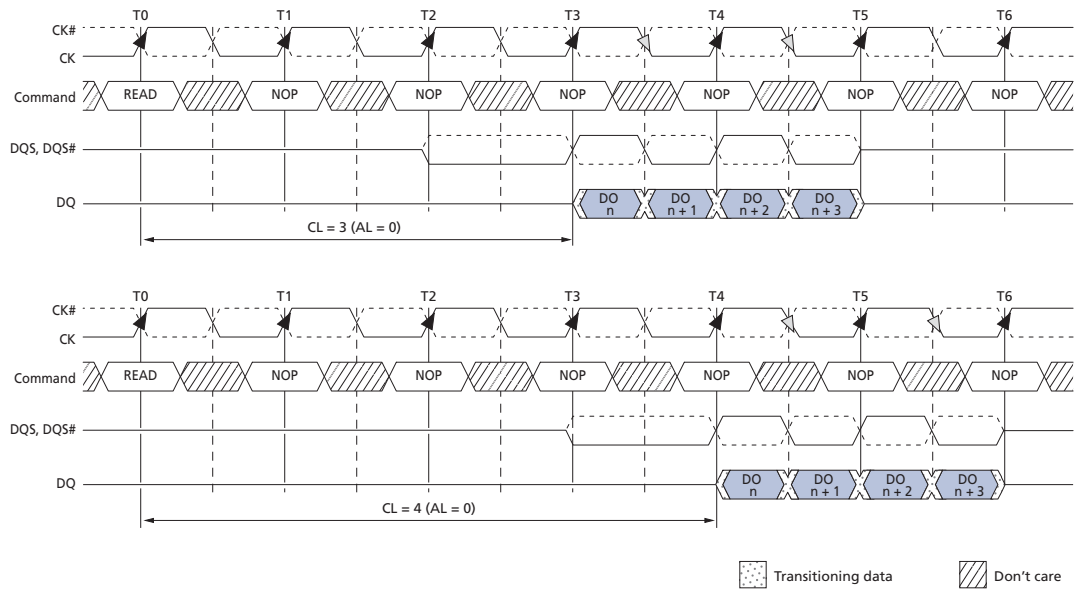 T0 T1 T2 T3 T4 T5 T6
CK#
CK
Command READ NOP NOP NOP NOP NOP NOP
DQS, DQS#
DQ DO n DO n + 1 DO n + 2 DO n + 3
CL = 3 (AL = 0)
T0 T1 T2 T3 T4 T5 T6
CK#
CK
Command READ NOP NOP NOP NOP NOP NOP
DQS, DQS#
DQ DO n DO n + 1 DO n + 2 DO n + 3
CL = 4 (AL = 0)
Transitioning data Don't care